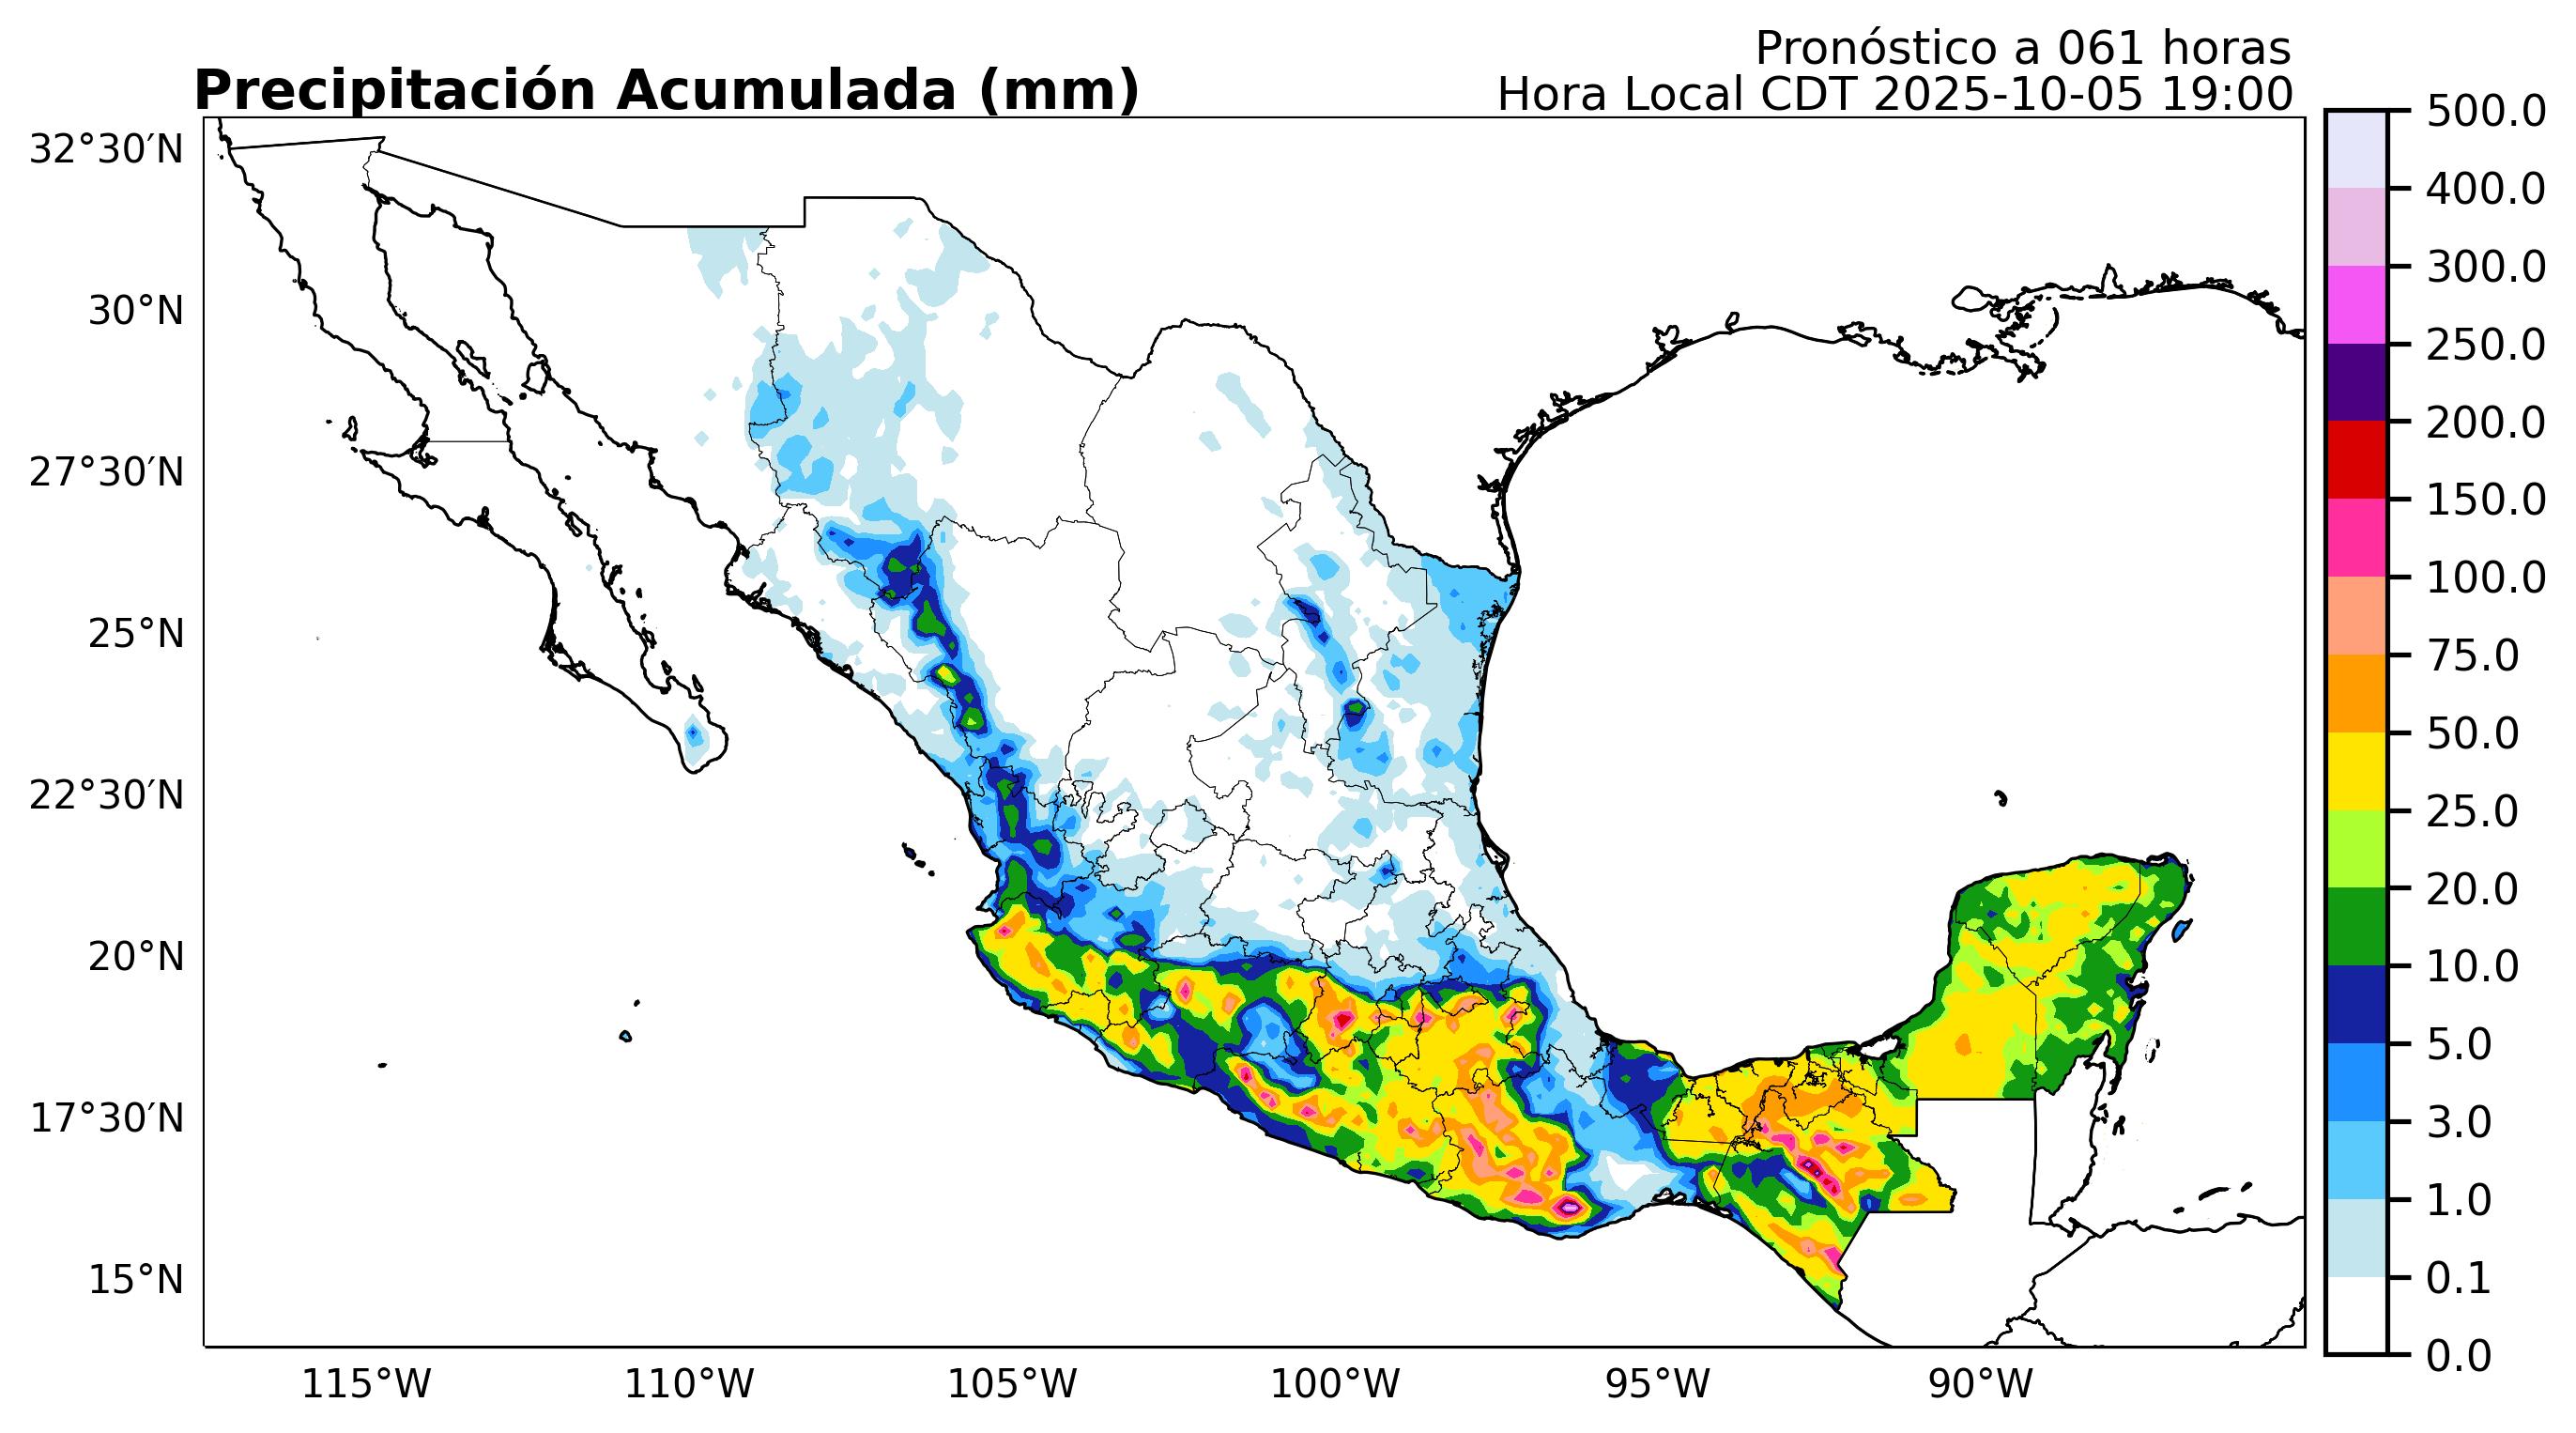 Pronóstico a 061 horas
Precipitación Acumulada (mm)
Hora Local CDT 2025-10-05 19:00
32°30′N
30°N
27°30′N
25°N
22°30′N
20°N
17°30′N
15°N
115°W
110°W
105°W
100°W
95°W
90°W
500.0
400.0
300.0
250.0
200.0
150.0
100.0
75.0
50.0
25.0
20.0
10.0
5.0
3.0
1.0
0.1
0.0